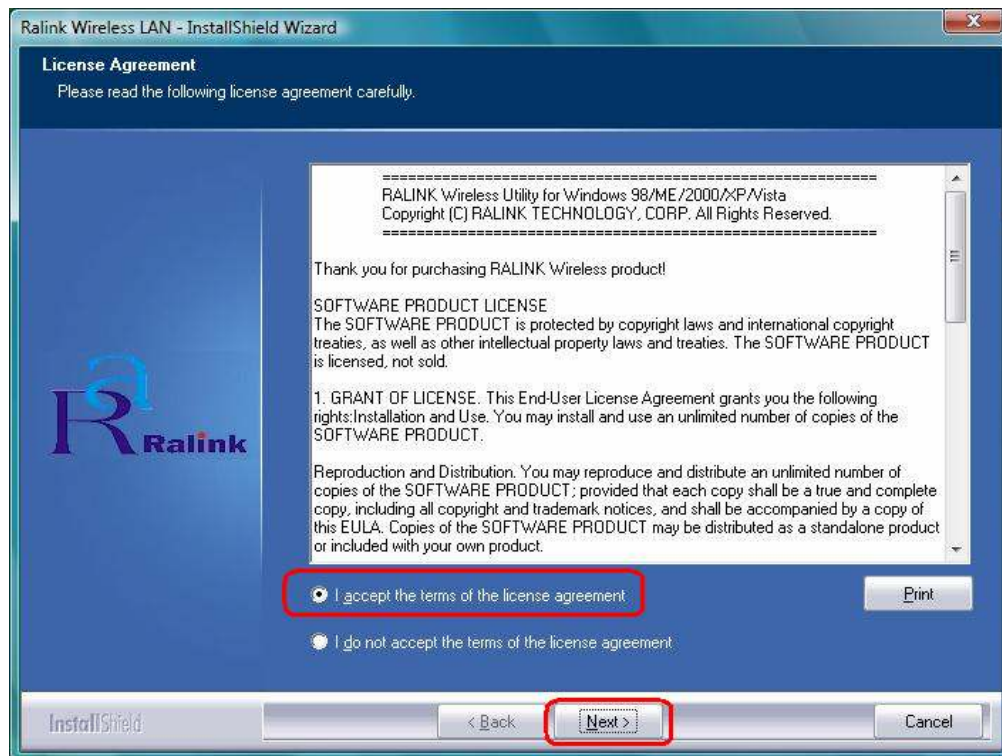 Ralink Wireless LAN - InstallShield Wizard
License Agreement
Please read the following license agreement carefully.
==========================================================
RALINK Wireless Utility for Windows 98/ME/2000/XP/Vista
Copyright (C) RALINK TECHNOLOGY, CORP. All Rights Reserved.
==========================================================
Thank you for purchasing RALINK Wireless product!
SOFTWARE PRODUCT LICENSE
The SOFTWARE PRODUCT is protected by copyright laws and international copyright
treaties, as well as other intellectual property laws and treaties. The SOFTWARE PRODUCT
is licensed, not sold.
1. GRANT OF LICENSE. This End-User License Agreement grants you the following
rights:Installation and Use. You may install and use an unlimited number of copies of the
SOFTWARE PRODUCT.
Reproduction and Distribution. You may reproduce and distribute an unlimited number of
copies of the SOFTWARE PRODUCT; provided that each copy shall be a true and complete
copy, including all copyright and trademark notices, and shall be accompanied by a copy of
this EULA. Copies of the SOFTWARE PRODUCT may be distributed as a standalone product
or included with your own product.
Ra
Ralink
I accept the terms of the license agreement
Print
I do not accept the terms of the license agreement
InstallShield
< Back
Next >
Cancel